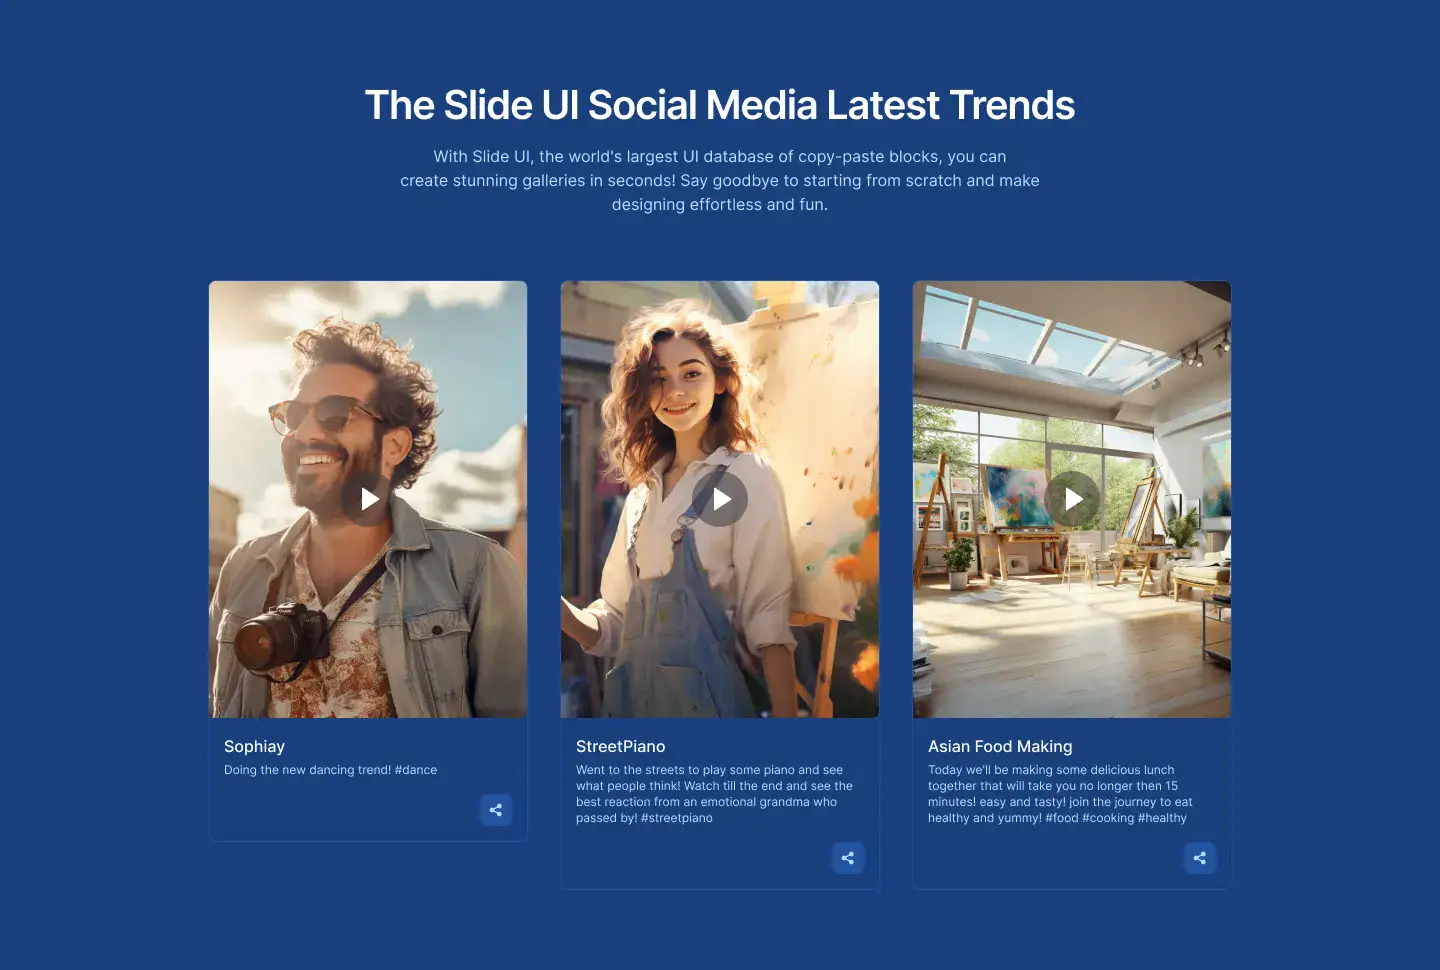 The Slide UI Social Media Latest Trends
With Slide UI, the world's largest UI database of copy-paste blocks, you can
create stunning galleries in seconds! Say goodbye to starting from scratch and make
designing effortless and fun.
Sophiay
Doing the new dancing trend! #dance
StreetPiano
Went to the streets to play some piano and see
what people think! Watch till the end and see the
best reaction from an emotional grandma who
passed by! #streetpiano
Asian Food Making
Today we'll be making some delicious lunch
together that will take you no longer then 15
minutes! easy and tasty! join the journey to eat
healthy and yummy! #food #cooking #healthy